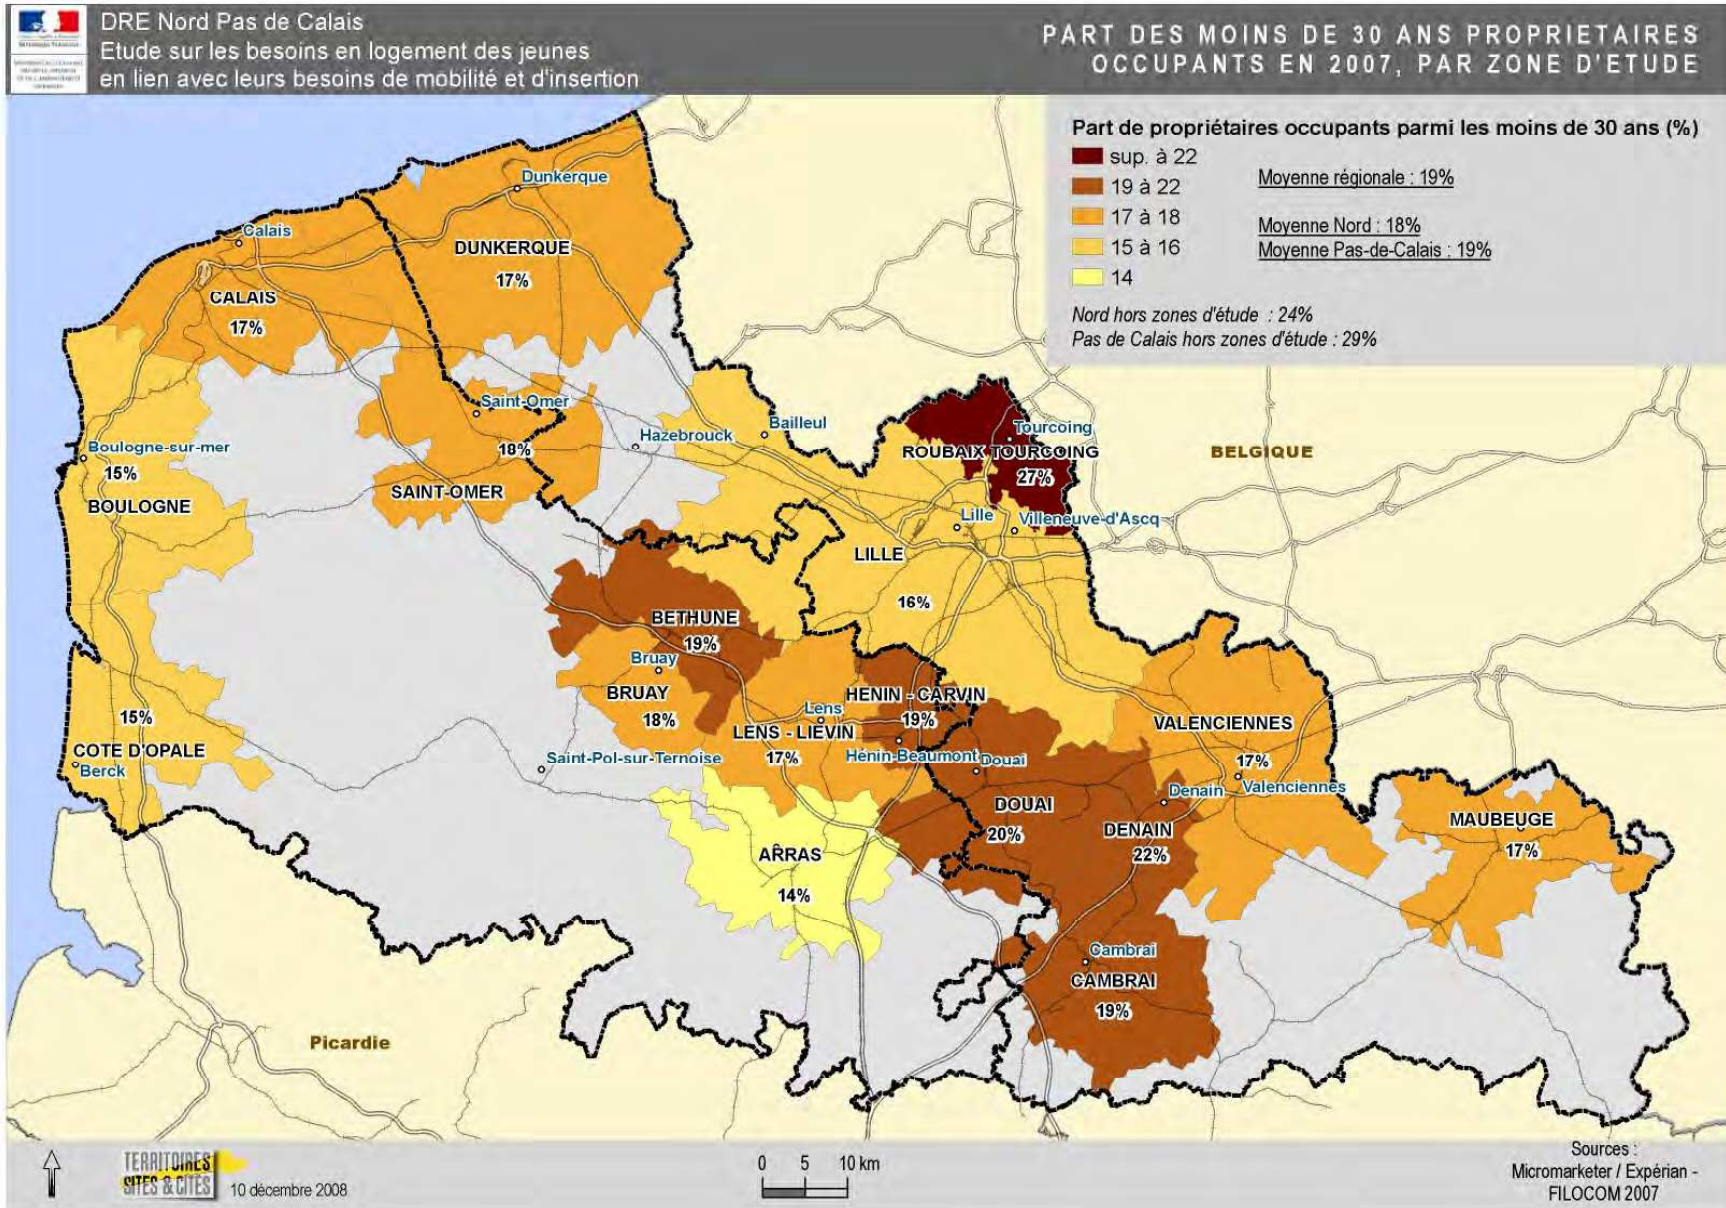 DRE Nord Pas de Calais
Etude sur les besoins en logement des jeunes
en lien avec leurs besoins de mobilité et d'insertion
PART DES MOINS DE 30 ANS PROPRIETAIRES
OCCUPANTS EN 2007, PAR ZONE D'ETUDE
Part de propriétaires occupants parmi les moins de 30 ans (%)
sup. à 22
19 à 22
17 à 18
15 à 16
14
Moyenne régionale : 19%
Moyenne Nord : 18%
Moyenne Pas-de-Calais : 19%
Nord hors zones d'étude : 24%
Pas de Calais hors zones d'étude : 29%
Dunkerque
DUNKERQUE
17%
Calais
CALAIS
17%
Saint-Omer
18%
SAINT-OMER
Boulogne-sur-mer
15%
BOULOGNE
Hazebrouck
Bailleul
Tourcoing
ROUBAIX TOURCOING
27%
BELGIQUE
Lille
Villeneuve-d'Ascq
LILLE
16%
BETHUNE
19%
Bruay
BRUAY
18%
HENIN - CARVIN
19%
Lens
LENS - LIEVIN
17%
Hénin-Beaumont
Douai
VALENCIENNES
17%
Valenciennes
15%
COTE D'OPALE
Berck
Saint-Pol-sur-Ternoise
DOUAI
20%
Denain
DENAIN
22%
MAUBEUGE
17%
ARRAS
14%
Cambrai
CAMBRAI
19%
Picardie
TERRITOIRES
SITES & CITÉS
10 décembre 2008
0 5 10 km
Sources :
Micromarketer / Expérian -
FILOCOM 2007